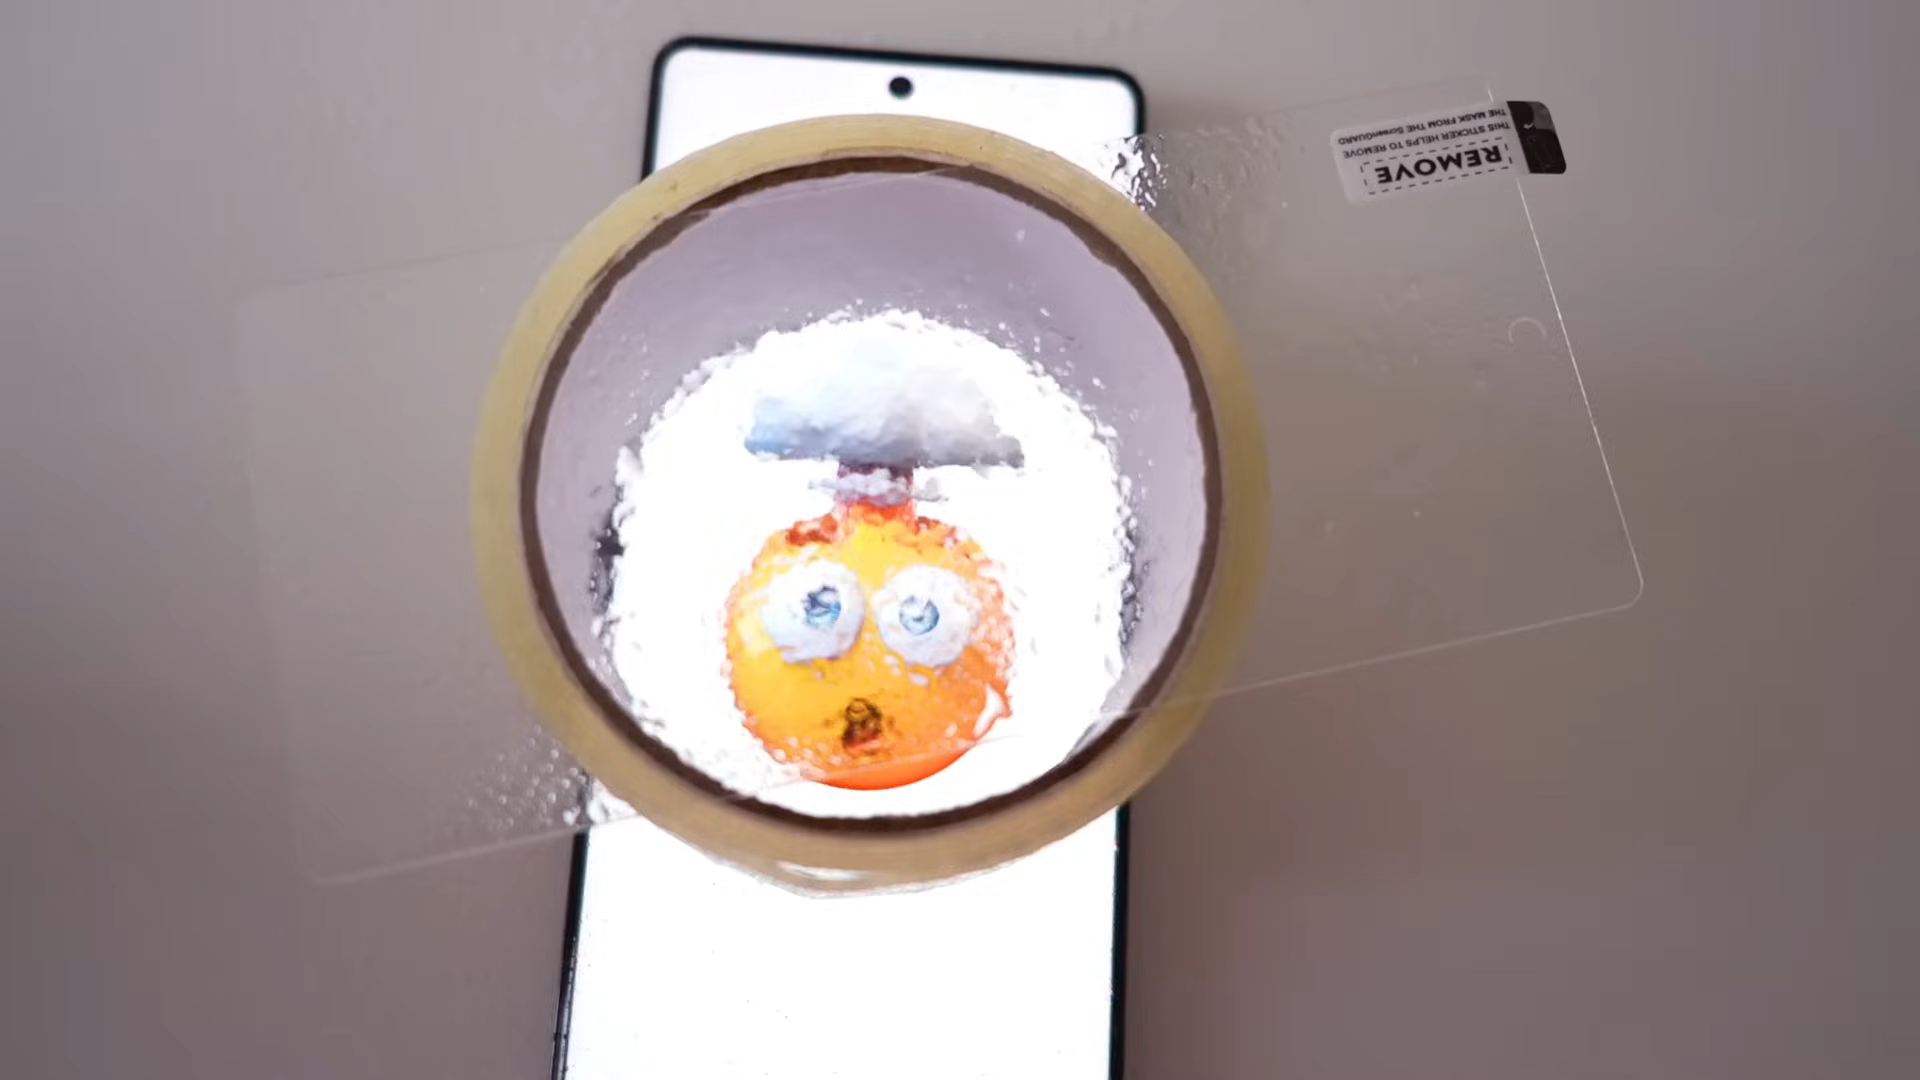 REMOVE
THIS STICKER HELPS TO REMOVE
THE MASK FROM THE ScreenGUARD